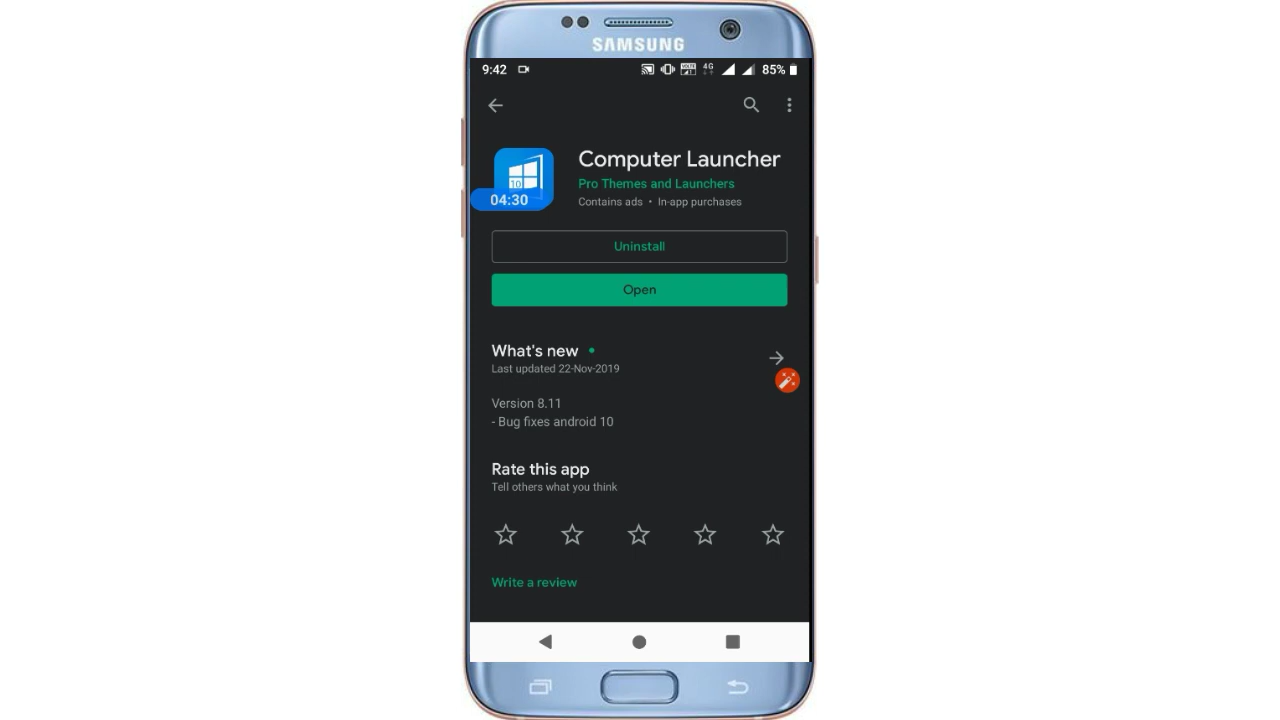 SAMSUNG
9:42
4G
85%
Computer Launcher
10
Pro Themes and Launchers
04:30
Contains ads • In-app purchases
Uninstall
Open
What's new
Last updated 22-Nov-2019
Version 8.11
- Bug fixes android 10
Rate this app
Tell others what you think
Write a review